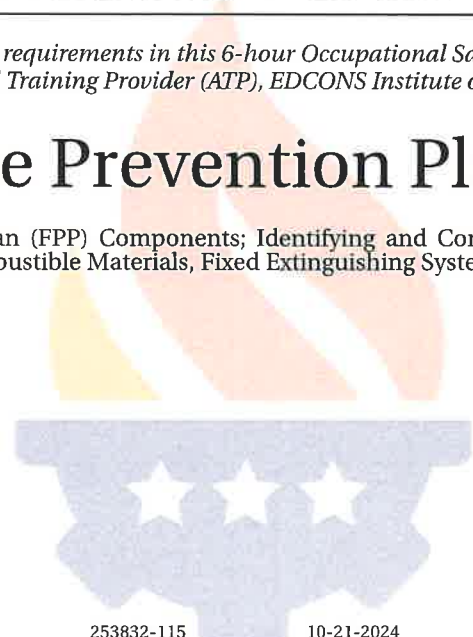 requirements in this 6-hour Occupational Sa
Training Provider (ATP), EDCONS Institute o
e Prevention Pl
an (FPP) Components; Identifying and Con
bustible Materials, Fixed Extinguishing Syste
253832-115 10-21-2024